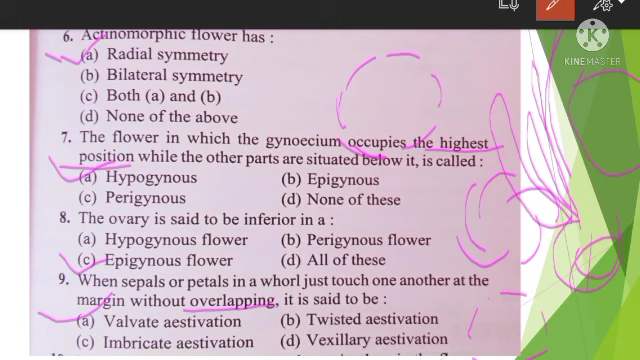 KINEMASTER
6. Actinomorphic flower has :
(a) Radial symmetry
(b) Bilateral symmetry
(c) Both (a) and (b)
(d) None of the above
7. The flower in which the gynoecium occupies the highest
position while the other parts are situated below it, is called :
(a) Hypogynous (b) Epigynous
(c) Perigynous (d) None of these
8. The ovary is said to be inferior in a :
(a) Hypogynous flower (b) Perigynous flower
(c) Epigynous flower (d) All of these
9. When sepals or petals in a whorl just touch one another at the
margin without overlapping, it is said to be :
(a) Valvate aestivation (b) Twisted aestivation
(c) Imbricate aestivation (d) Vexillary aestivation